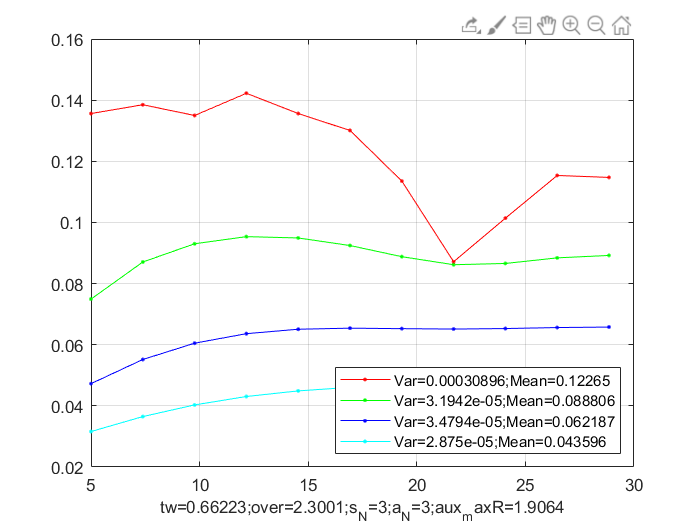 0.16
0.14
0.12
0.1
0.08
0.06
0.04
0.02
5
10
15
20
25
30
Var=0.00030896;Mean=0.12265
Var=3.1942e-05;Mean=0.088806
Var=3.4794e-05;Mean=0.062187
Var=2.875e-05;Mean=0.043596
tw=0.66223;over=2.3001;s_N=3;a_N=3;aux_maxR=1.9064